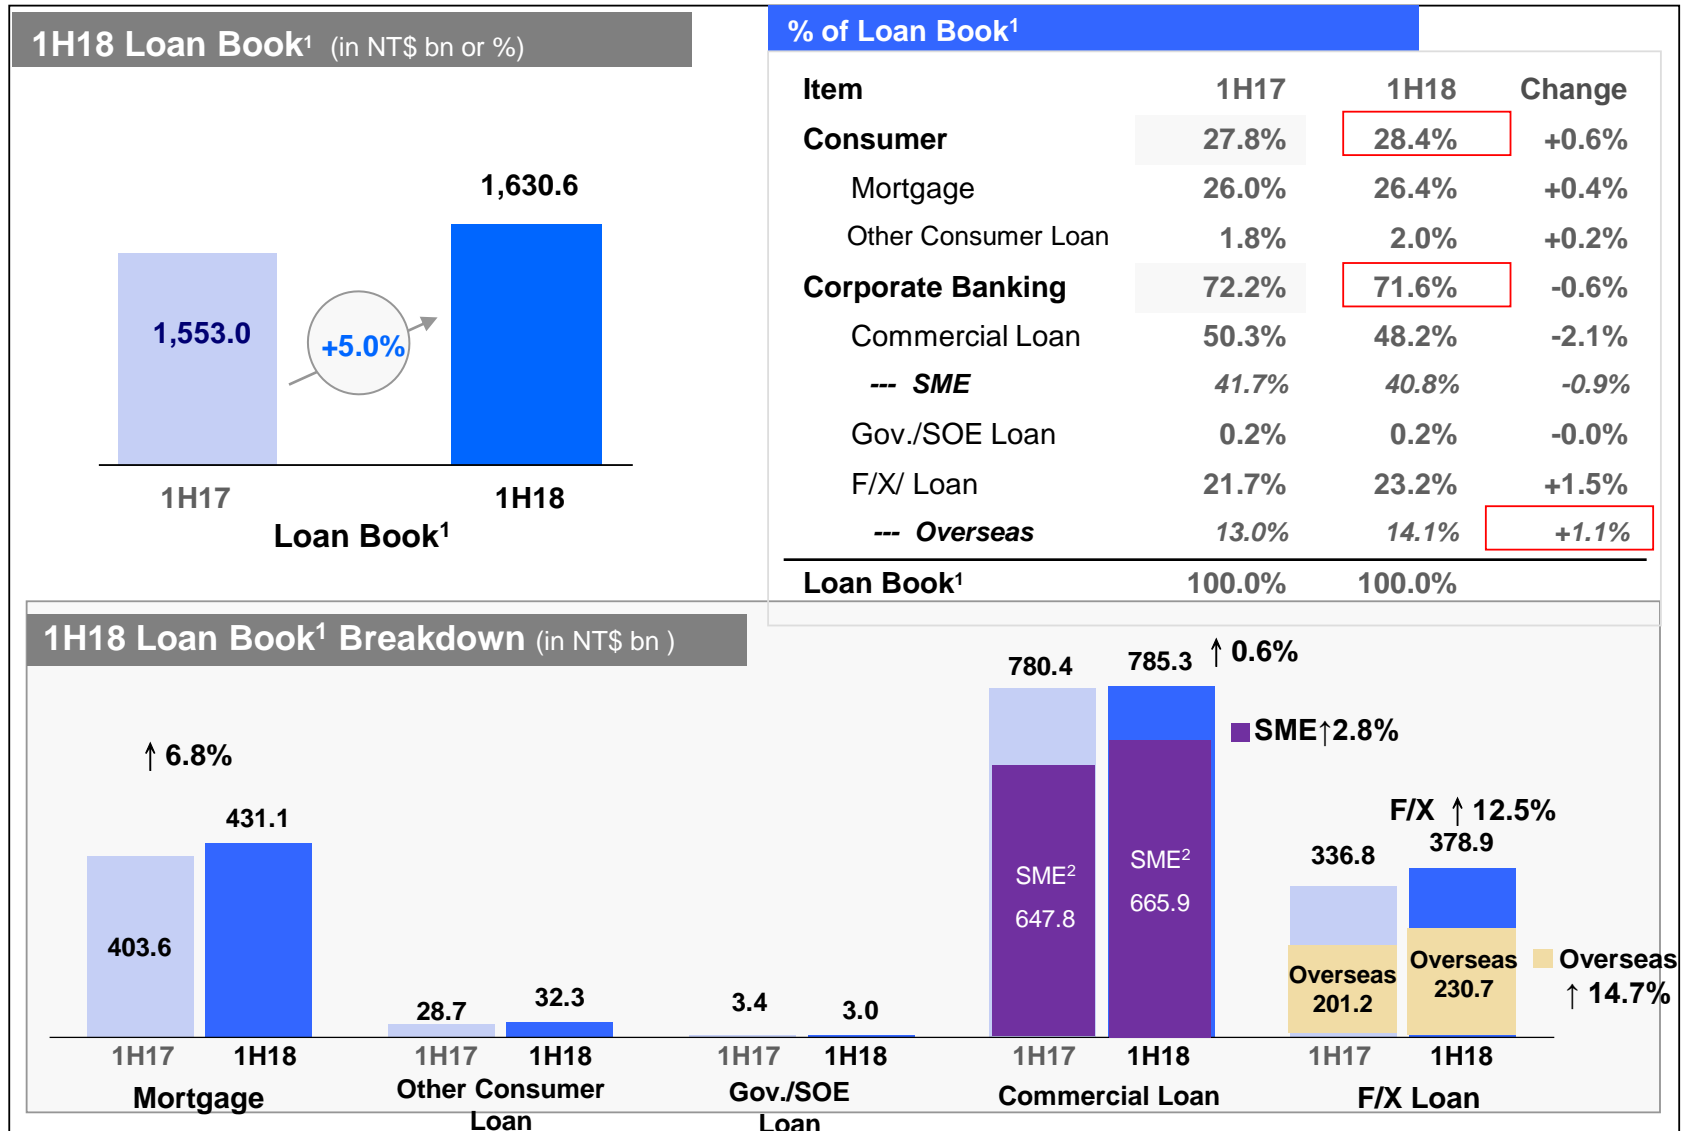 1H18 Loan Book¹ (in NT$ bn or %)
1,630.6
1,553.0
+5.0%
1H17 1H18
Loan Book¹
% of Loan Book¹
Item 1H17 1H18 Change
Consumer 27.8% 28.4% +0.6%
Mortgage 26.0% 26.4% +0.4%
Other Consumer Loan 1.8% 2.0% +0.2%
Corporate Banking 72.2% 71.6% -0.6%
Commercial Loan 50.3% 48.2% -2.1%
--- SME 41.7% 40.8% -0.9%
Gov./SOE Loan 0.2% 0.2% -0.0%
F/X/ Loan 21.7% 23.2% +1.5%
--- Overseas 13.0% 14.1% +1.1%
Loan Book¹ 100.0% 100.0%
1H18 Loan Book¹ Breakdown (in NT$ bn )
↑ 6.8%
431.1
403.6
1H17 1H18
Mortgage
28.7 32.3
1H17 1H18
Other Consumer
Loan
3.4 3.0
1H17 1H18
Gov./SOE
Loan
780.4 785.3 ↑ 0.6%
SME↑2.8%
SME²
647.8
SME²
665.9
1H17 1H18
Commercial Loan
F/X ↑ 12.5%
336.8 378.9
Overseas
201.2
Overseas
230.7
Overseas
↑ 14.7%
1H17 1H18
F/X Loan